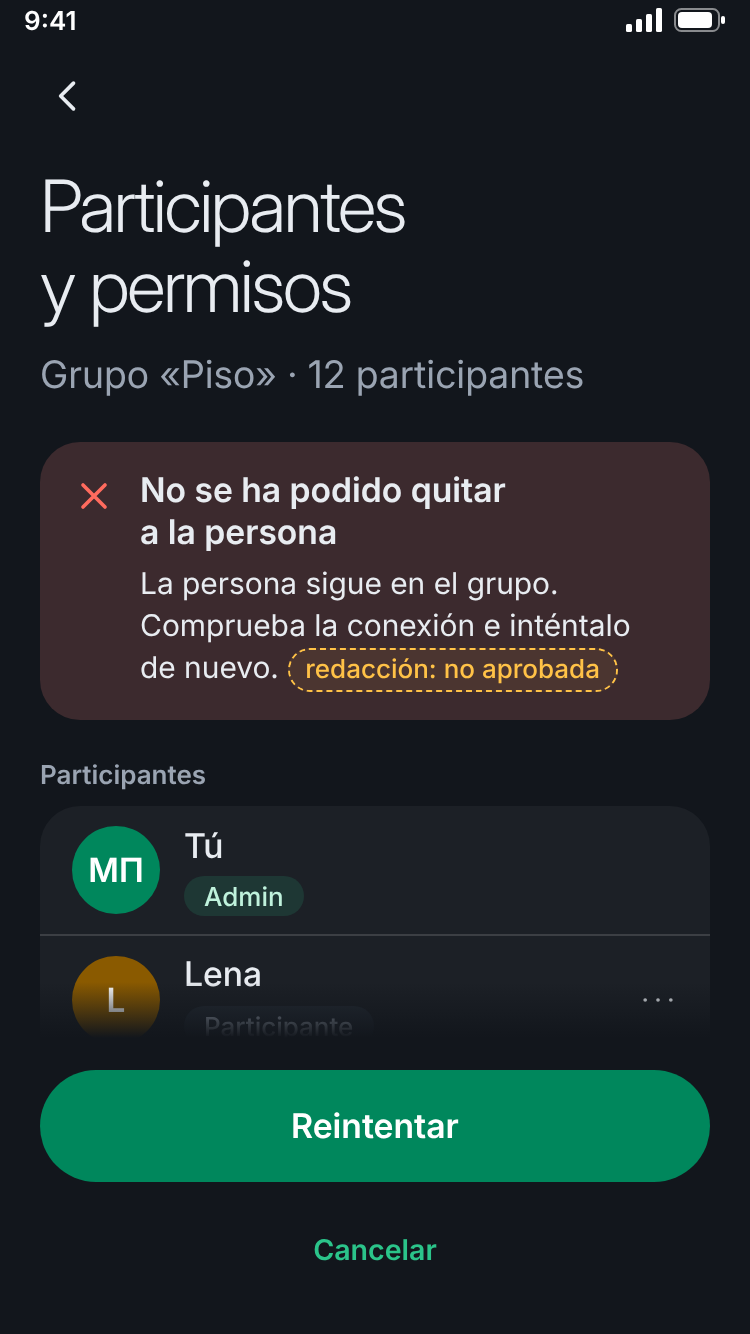 9:41
Participantes
y permisos
Grupo «Piso» · 12 participantes
No se ha podido quitar
a la persona
La persona sigue en el grupo.
Comprueba la conexión e inténtalo
de nuevo. redacción: no aprobada
Participantes
МП
Tú
Admin
L
Lena
...
Participante
Reintentar
Cancelar